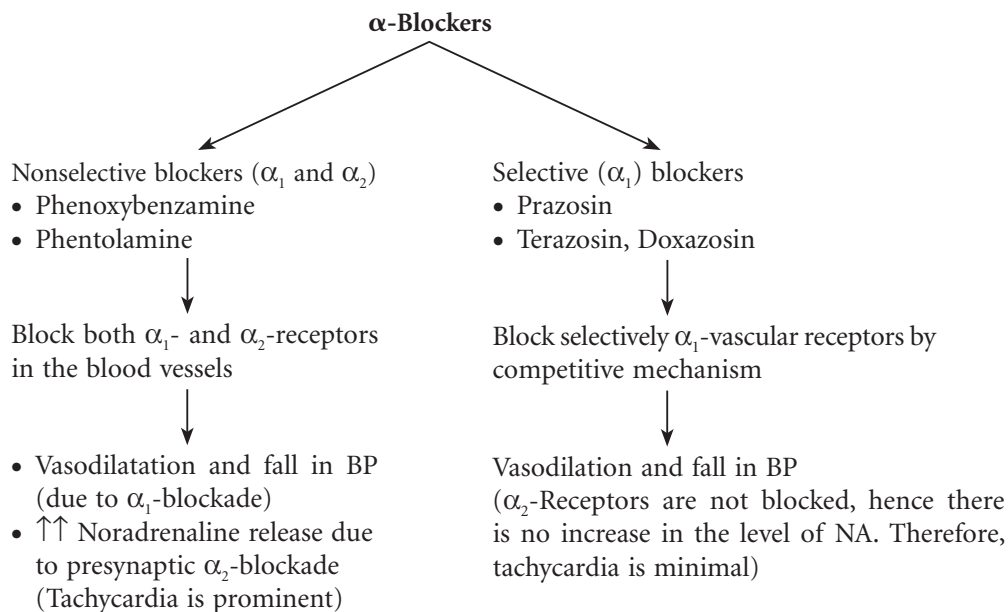 α-Blockers
Nonselective blockers (α₁ and α₂)
• Phenoxybenzamine
• Phentolamine
Block both α₁- and α₂-receptors
in the blood vessels
• Vasodilatation and fall in BP
(due to α₁-blockade)
• ↑↑ Noradrenaline release due
to presynaptic α₂-blockade
(Tachycardia is prominent)
Selective (α₁) blockers
• Prazosin
• Terazosin, Doxazosin
Block selectively α₁-vascular receptors by
competitive mechanism
Vasodilation and fall in BP
(α₂-Receptors are not blocked, hence there
is no increase in the level of NA. Therefore,
tachycardia is minimal)